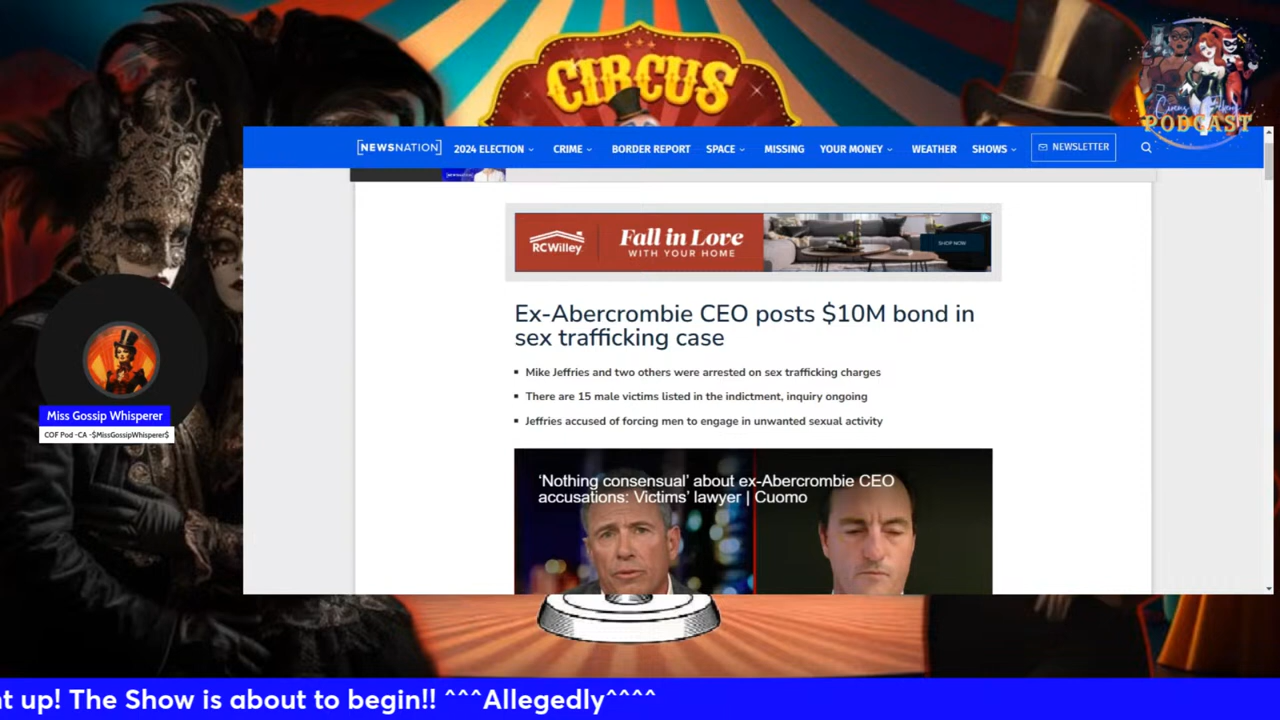 CIRCUS
Circus Of Ferns
PODCAST
[NEWSNATION] 2024 ELECTION CRIME BORDER REPORT SPACE MISSING YOUR MONEY WEATHER SHOWS NEWSLETTER
RCWilley
Fall in Love
WITH YOUR HOME
SHOP NOW
Ex-Abercrombie CEO posts $10M bond in
sex trafficking case
Mike Jeffries and two others were arrested on sex trafficking charges
There are 15 male victims listed in the indictment, inquiry ongoing
Jeffries accused of forcing men to engage in unwanted sexual activity
‘Nothing consensual’ about ex-Abercrombie CEO
accusations: Victims’ lawyer | Cuomo
Miss Gossip Whisperer
COF Pod -CA -$MissGossipWhisperer$
t up! The Show is about to begin!! ^^^Allegedly^^^^